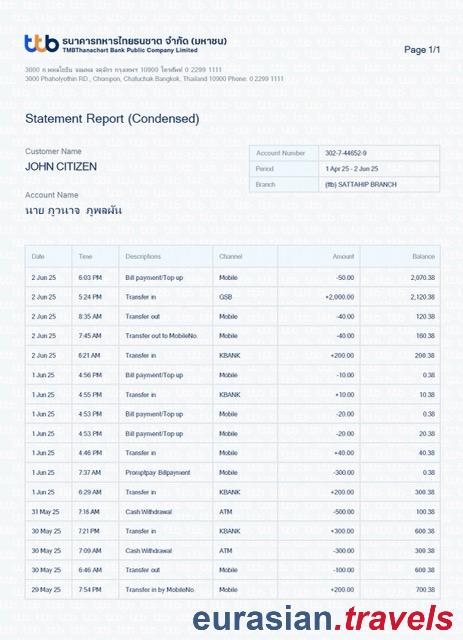 ttb ธนาคารทหารไทยธนชาต จำกัด (มหาชน)
TMBThanachart Bank Public Company Limited
Page 1/1
3000 ถ.พหลโยธิน จอมพล จตุจักร กรุงเทพฯ 10900 โทรศัพท์ 0 2299 1111
3000 Phaholyothin RD., Chompon, Chatuchak Bangkok, Thailand 10900 Phone: 0 2299 1111
Statement Report (Condensed)
Customer Name
JOHN CITIZEN
Account Number 302-7-44652-9
Period 1 Apr 25 - 2 Jun 25
Branch (ttb) SATTAHIP BRANCH
Account Name
นาย ภูวนาจ ภูพลผัน
Date Time Descriptions Channel Amount Balance
2 Jun 25 6:03 PM Bill payment/Top up Mobile -50.00 2,070.38
2 Jun 25 5:24 PM Transfer in GSB +2,000.00 2,120.38
2 Jun 25 8:35 AM Transfer out Mobile -40.00 120.38
2 Jun 25 7:45 AM Transfer out to MobileNo. Mobile -40.00 160.38
2 Jun 25 6:21 AM Transfer in KBANK +200.00 200.38
1 Jun 25 4:56 PM Bill payment/Top up Mobile -10.00 0.38
1 Jun 25 4:55 PM Transfer in KBANK +10.00 10.38
1 Jun 25 4:53 PM Bill payment/Top up Mobile -20.00 0.38
1 Jun 25 4:53 PM Bill payment/Top up Mobile -20.00 20.38
1 Jun 25 4:46 PM Transfer in Mobile +40.00 40.38
1 Jun 25 7:37 AM Promptpay Billpayment Mobile -300.00 0.38
1 Jun 25 6:29 AM Transfer in KBANK +200.00 300.38
31 May 25 7:16 AM Cash Withdrawal ATM -500.00 100.38
30 May 25 7:21 PM Transfer in KBANK +300.00 600.38
30 May 25 7:09 AM Cash Withdrawal ATM -300.00 300.38
30 May 25 6:46 AM Transfer out Mobile -100.00 600.38
29 May 25 7:54 PM Transfer in by MobileNo. Mobile +200.00 700.38
eurasian.travels